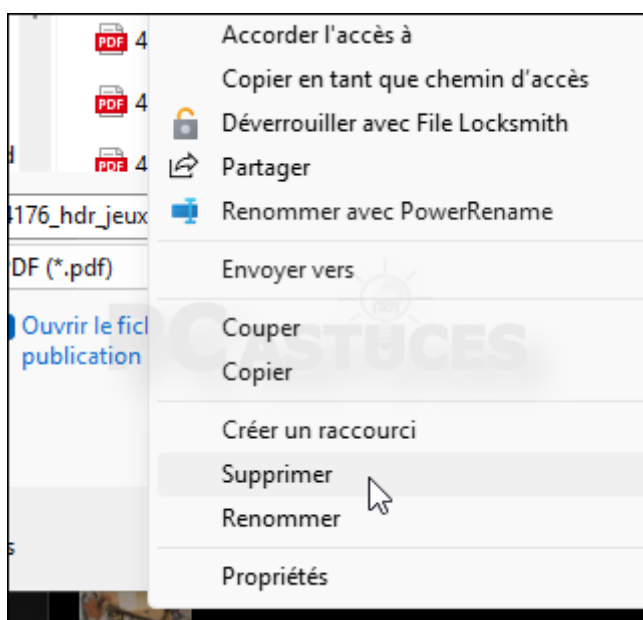 PDF 4
PDF 4
PDF 4
4176_hdr_jeux
DF (*.pdf)
Ouvrir le fich
publication
s
Accorder l'accès à
Copier en tant que chemin d'accès
Déverrouiller avec File Locksmith
Partager
Renommer avec PowerRename
Envoyer vers
Couper
Copier
Créer un raccourci
Supprimer
Renommer
Propriétés
PC ASTUCES